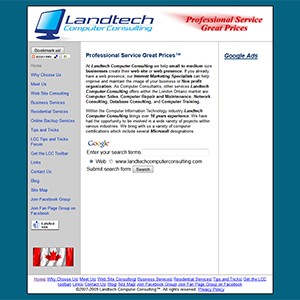 Landtech
Computer Consulting
Professional Service
Great Prices
Bookmark us!
Home
Why Choose Us
Meet Us
Web Site Consulting
Business Services
Residential Services
Online Backup Services
Tips and Tricks
LCC Tips and Tricks
Forum
Get the LCC Toolbar
Links
Contact Us
Blog
Site Map
Join Facebook Group
Join Fan Page Group on
Facebook
Professional Service Great Prices™
At Landtech Computer Consulting we help small to medium size
businesses create their web site or web presence. If you already
have a web presence, our Internet Marketing Specialist can help
improve and maintain the image of your business or Non profit
organization. As Computer Consultants, other services Landtech
Computer Consulting offers within the London Ontario market are
Computer Sales, Computer Repair and Maintenance, Network
Consulting, Database Consulting, and Computer Training.
Within the Computer Information Technology industry Landtech
Computer Consulting brings over 10 years experience. We have
had the opportunity to be involved in a wide variety of projects within
various industries. We bring with us a variety of computer
certifications which include several Microsoft designations.
Google
Enter your search terms
Web www.landtechcomputerconsulting.com
Submit search form Search
Google Ads
Home| Why Choose Us| Meet Us| Web Site Consulting| Business Services| Residential Services| Tips and Tricks| Get the LCC
toolbar| Links| Contact Us| Blog| Site Map| Join Facebook Group| Join Fan Page Group on Facebook
©2007-2009 Landtech Computer Consulting™. All rights reserved. Privacy Policy